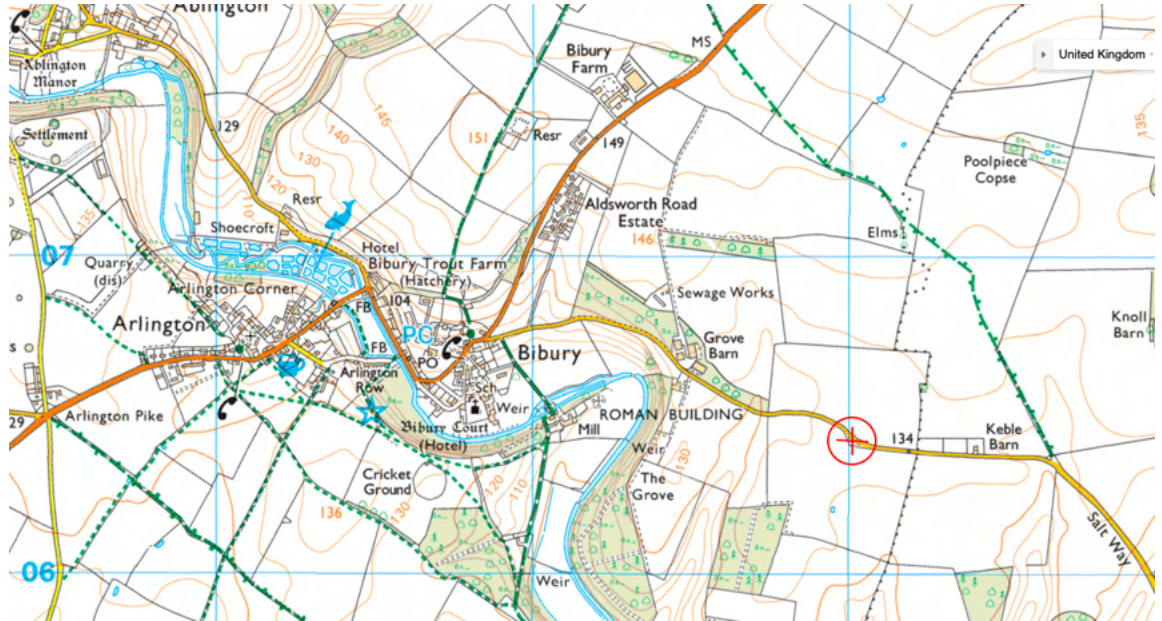 Ablington
MS
United Kingdom
Bibury
Farm
Ablington
Manor
Settlement
129
140
145
130
120
110
151
Resr
149
135
Poolpiece
Copse
Resr
Aldsworth Road
Estate
135
Shoecroft
146
Elms
07
Hotel
Bibury Trout Farm
(Hatchery)
Quarry
(dis)
Arlington Corner
Sewage Works
104
FB
Knoll
Barn
Arlington
PC
Grove
Barn
FB
PO
Bibury
Arlington
Row
Sch
Weir
ROMAN BUILDING
Arlington Pike
29
Bibury Court
(Hotel)
Mill
Weir
134
Keble
Barn
Cricket
Ground
120
110
130
The
Grove
136
130
Salt Way
06
Weir